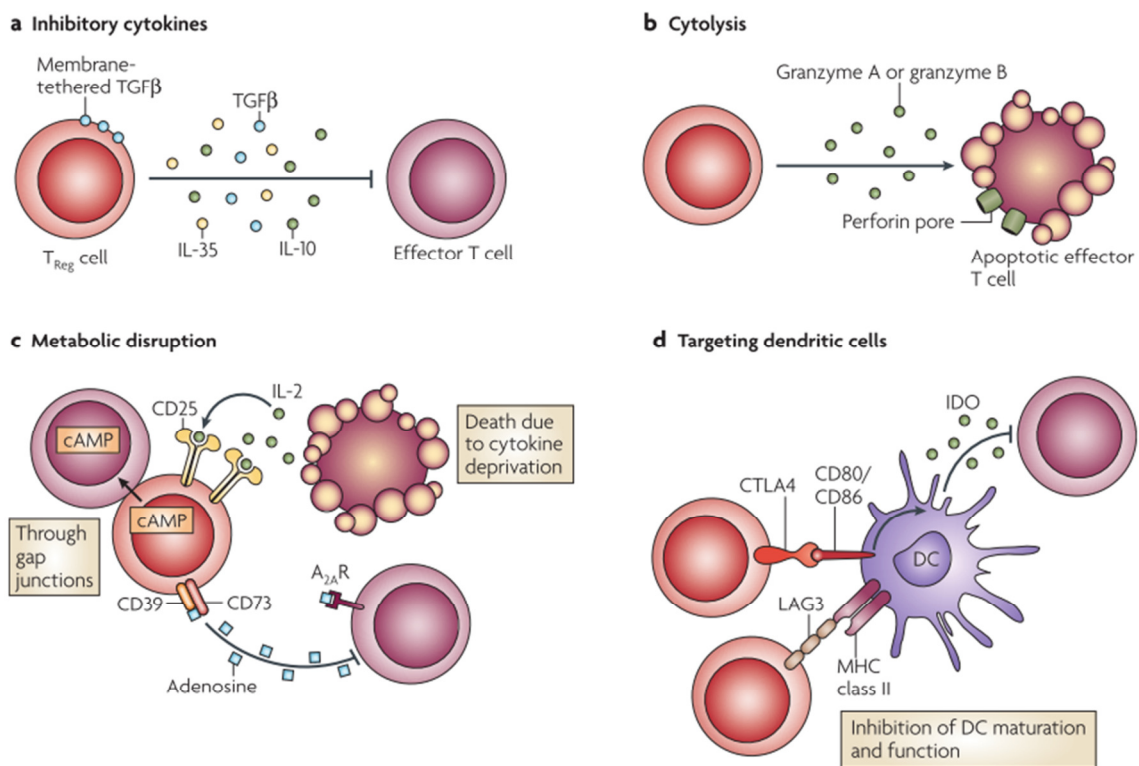 a Inhibitory cytokines
Membrane-
tethered TGFβ
TGFβ
IL-35
IL-10
T_Reg cell
Effector T cell
b Cytolysis
Granzyme A or granzyme B
Perforin pore
Apoptotic effector
T cell
c Metabolic disruption
IL-2
CD25
cAMP
cAMP
Death due
to cytokine
deprivation
Through
gap
junctions
CD39
CD73
A2AR
Adenosine
d Targeting dendritic cells
IDO
CTLA4
CD80/
CD86
DC
LAG3
MHC
class II
Inhibition of DC maturation
and function